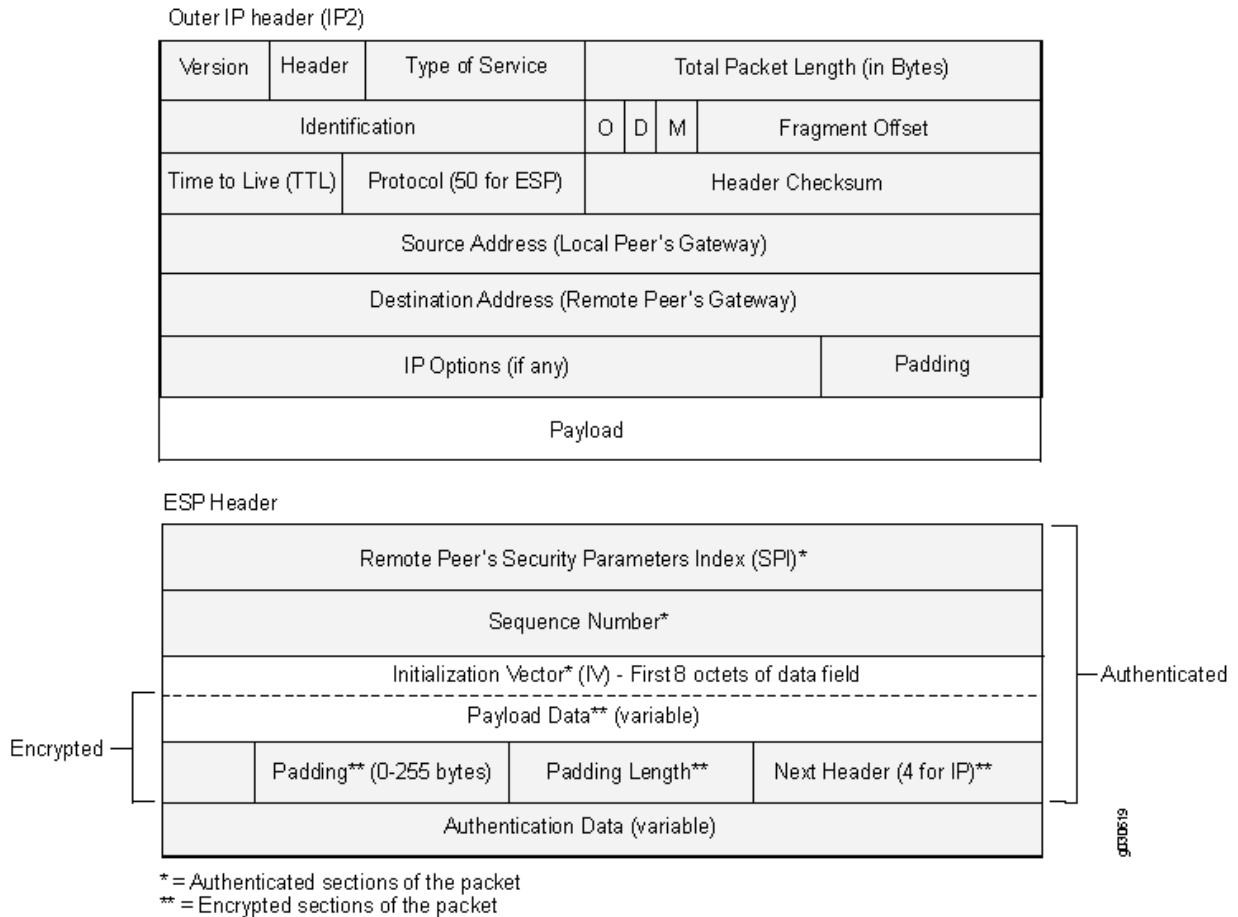 Outer IP header (IP2)
Version Header Type of Service Total Packet Length (in Bytes)
Identification O D M Fragment Offset
Time to Live (TTL) Protocol (50 for ESP) Header Checksum
Source Address (Local Peer's Gateway)
Destination Address (Remote Peer's Gateway)
IP Options (if any) Padding
Payload
ESP Header
Remote Peer's Security Parameters Index (SPI)*
Sequence Number*
Initialization Vector* (IV) - First 8 octets of data field
Authenticated
Payload Data** (variable)
Encrypted
Padding** (0-255 bytes) Padding Length** Next Header (4 for IP)**
Authentication Data (variable)
g030619
* = Authenticated sections of the packet
** = Encrypted sections of the packet